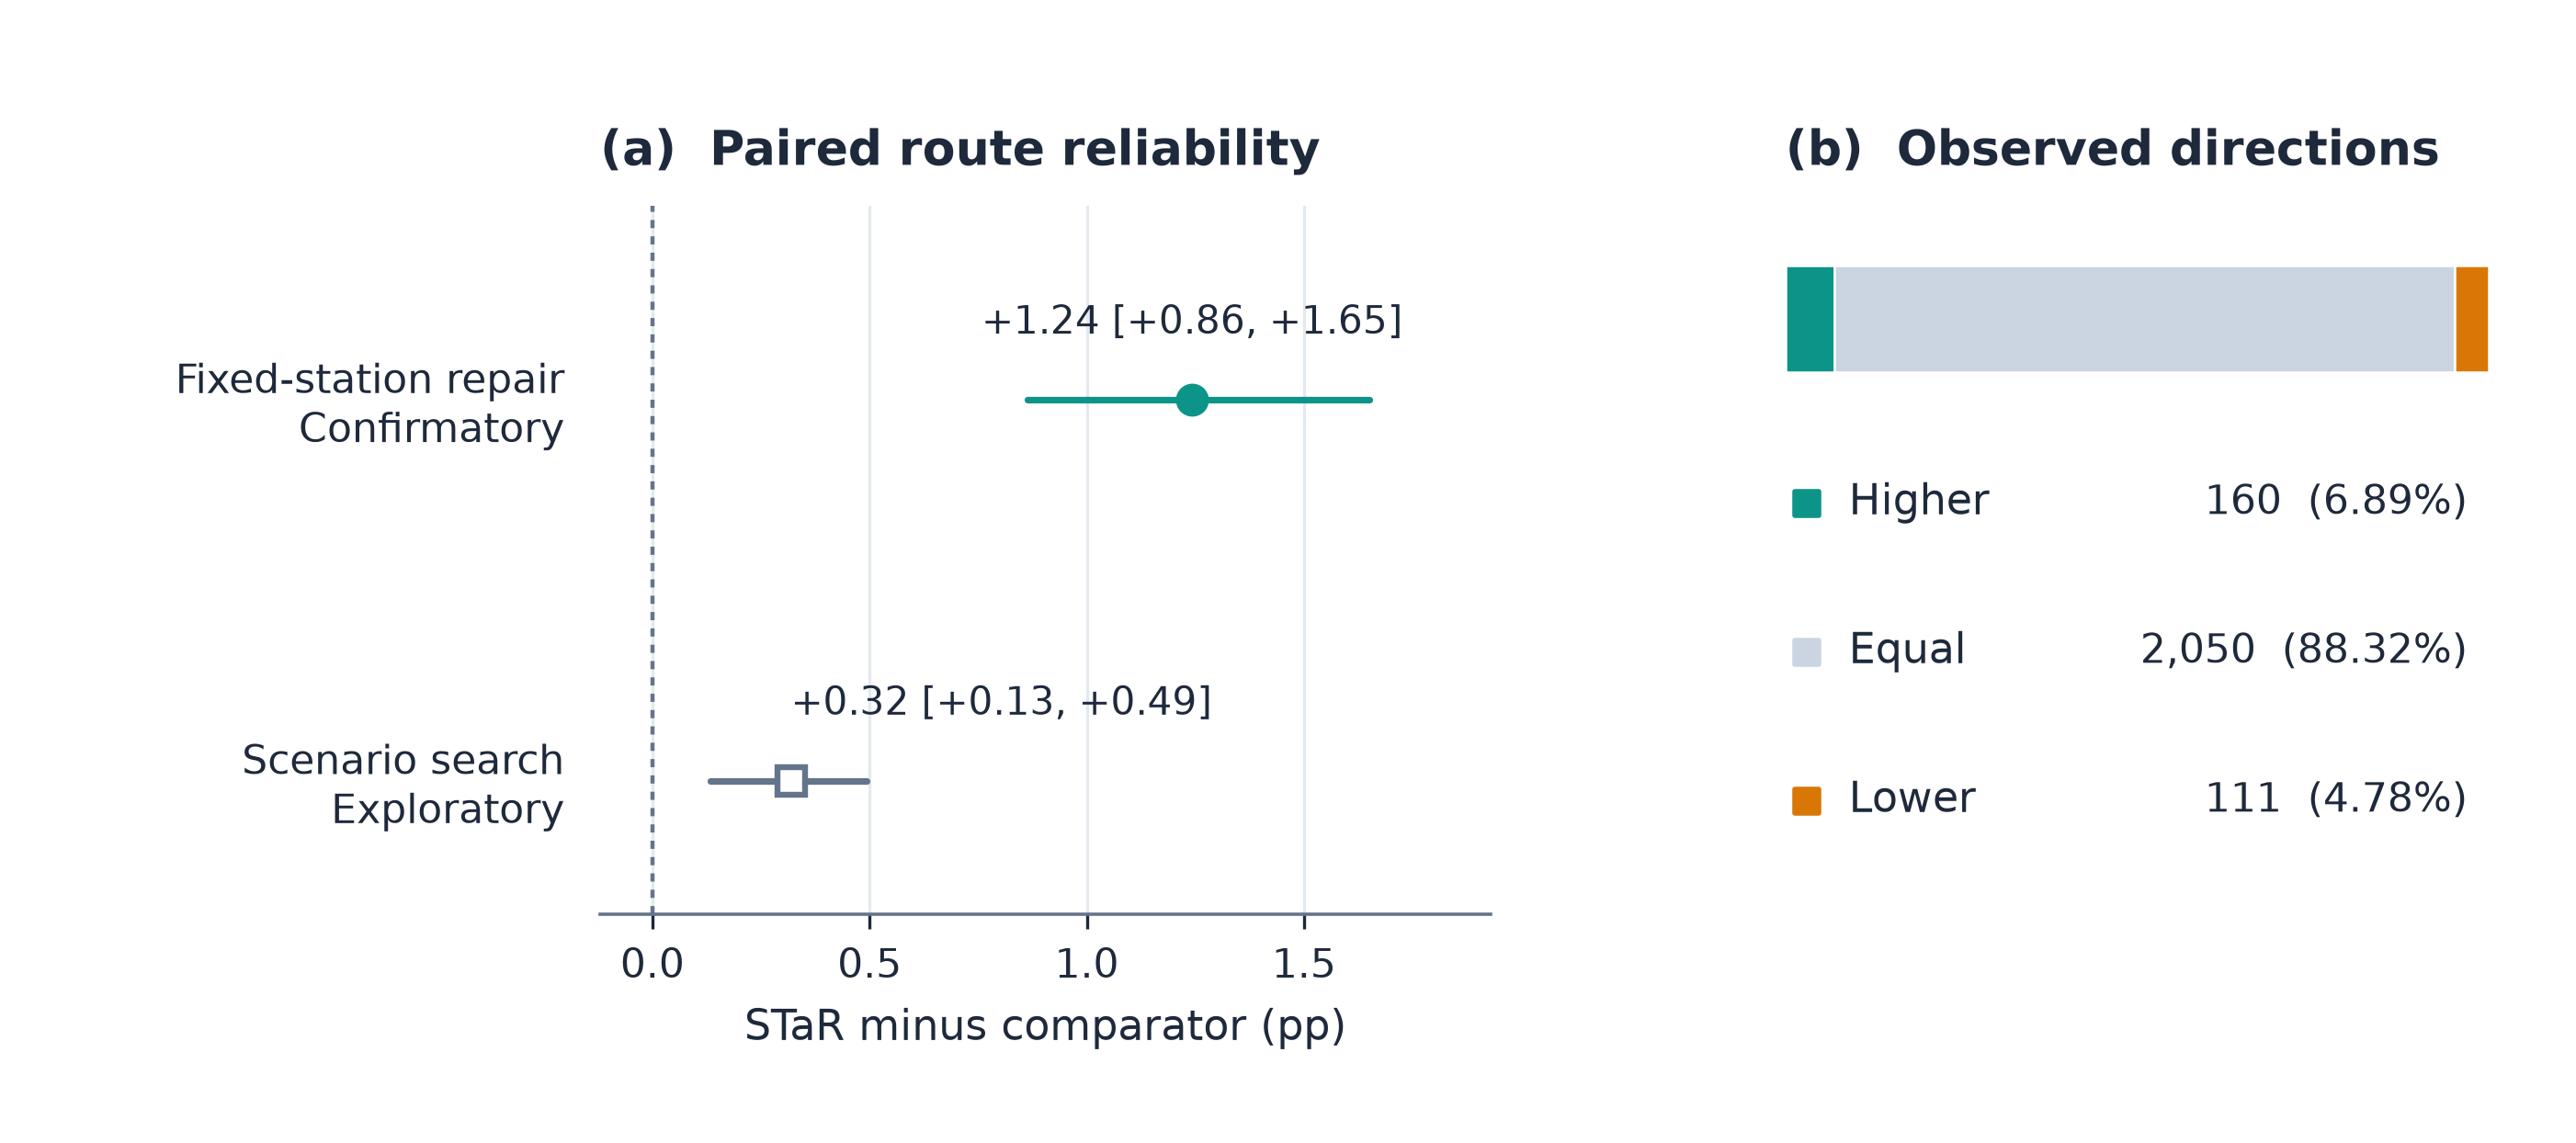 (a) Paired route reliability
+1.24 [+0.86, +1.65]
Fixed-station repair
Confirmatory
+0.32 [+0.13, +0.49]
Scenario search
Exploratory
0.0 0.5 1.0 1.5
STaR minus comparator (pp)
(b) Observed directions
Higher 160 (6.89%)
Equal 2,050 (88.32%)
Lower 111 (4.78%)